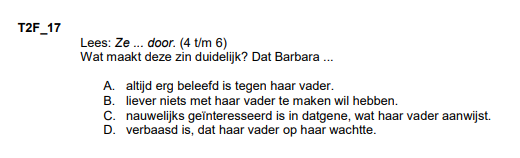 T2F_17
Lees: Ze ... door. (4 t/m 6)
Wat maakt deze zin duidelijk? Dat Barbara ...
A. altijd erg beleefd is tegen haar vader.
B. liever niets met haar vader te maken wil hebben.
C. nauwelijks geïnteresseerd is in datgene, wat haar vader aanwijst.
D. verbaasd is, dat haar vader op haar wachtte.